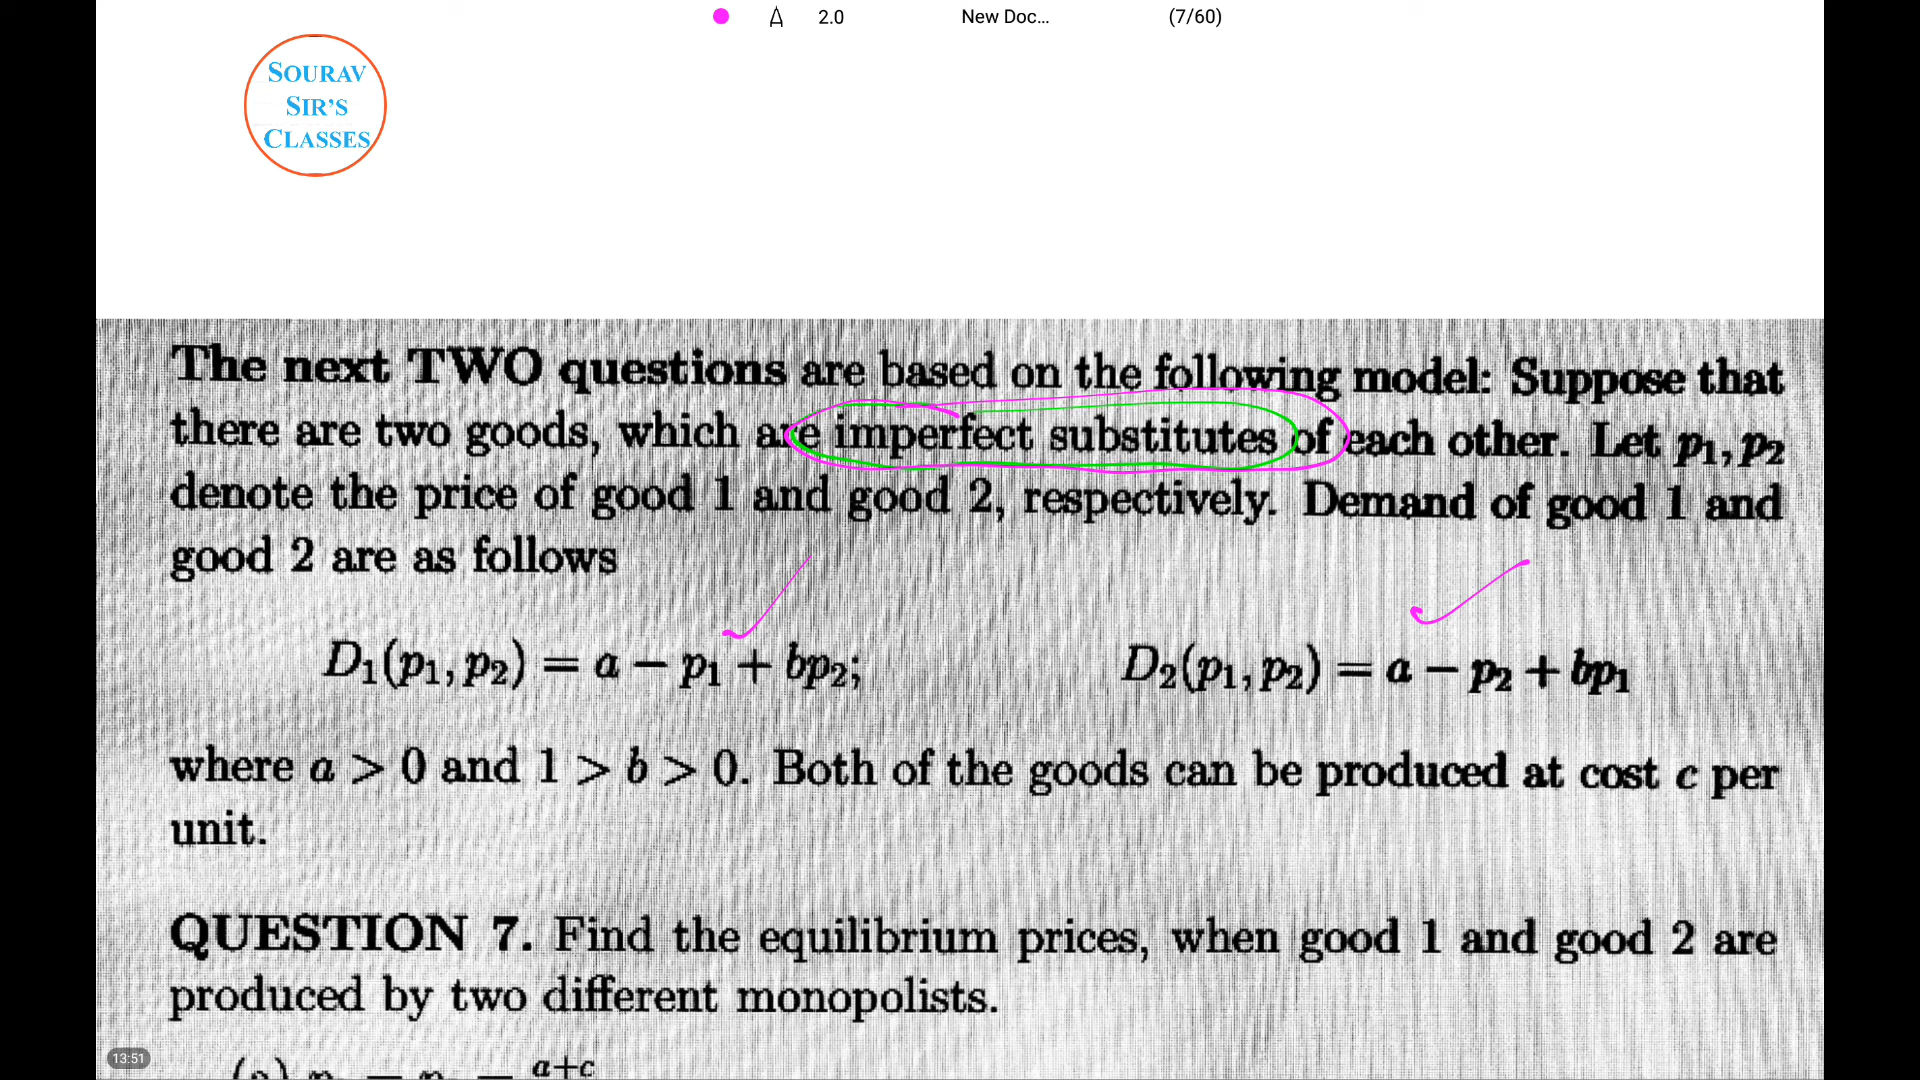 2.0 New Doc... (7/60)
SOURAV
SIR'S
CLASSES
The next TWO questions are based on the following model: Suppose that
there are two goods, which are imperfect substitutes of each other. Let p₁, p₂
denote the price of good 1 and good 2, respectively. Demand of good 1 and
good 2 are as follows
D₁(p₁, p₂) = a − p₁ + bp₂; D₂(p₁, p₂) = a − p₂ + bp₁
where a > 0 and 1 > b > 0. Both of the goods can be produced at cost c per
unit.
QUESTION 7. Find the equilibrium prices, when good 1 and good 2 are
produced by two different monopolists.
13:51
a+c